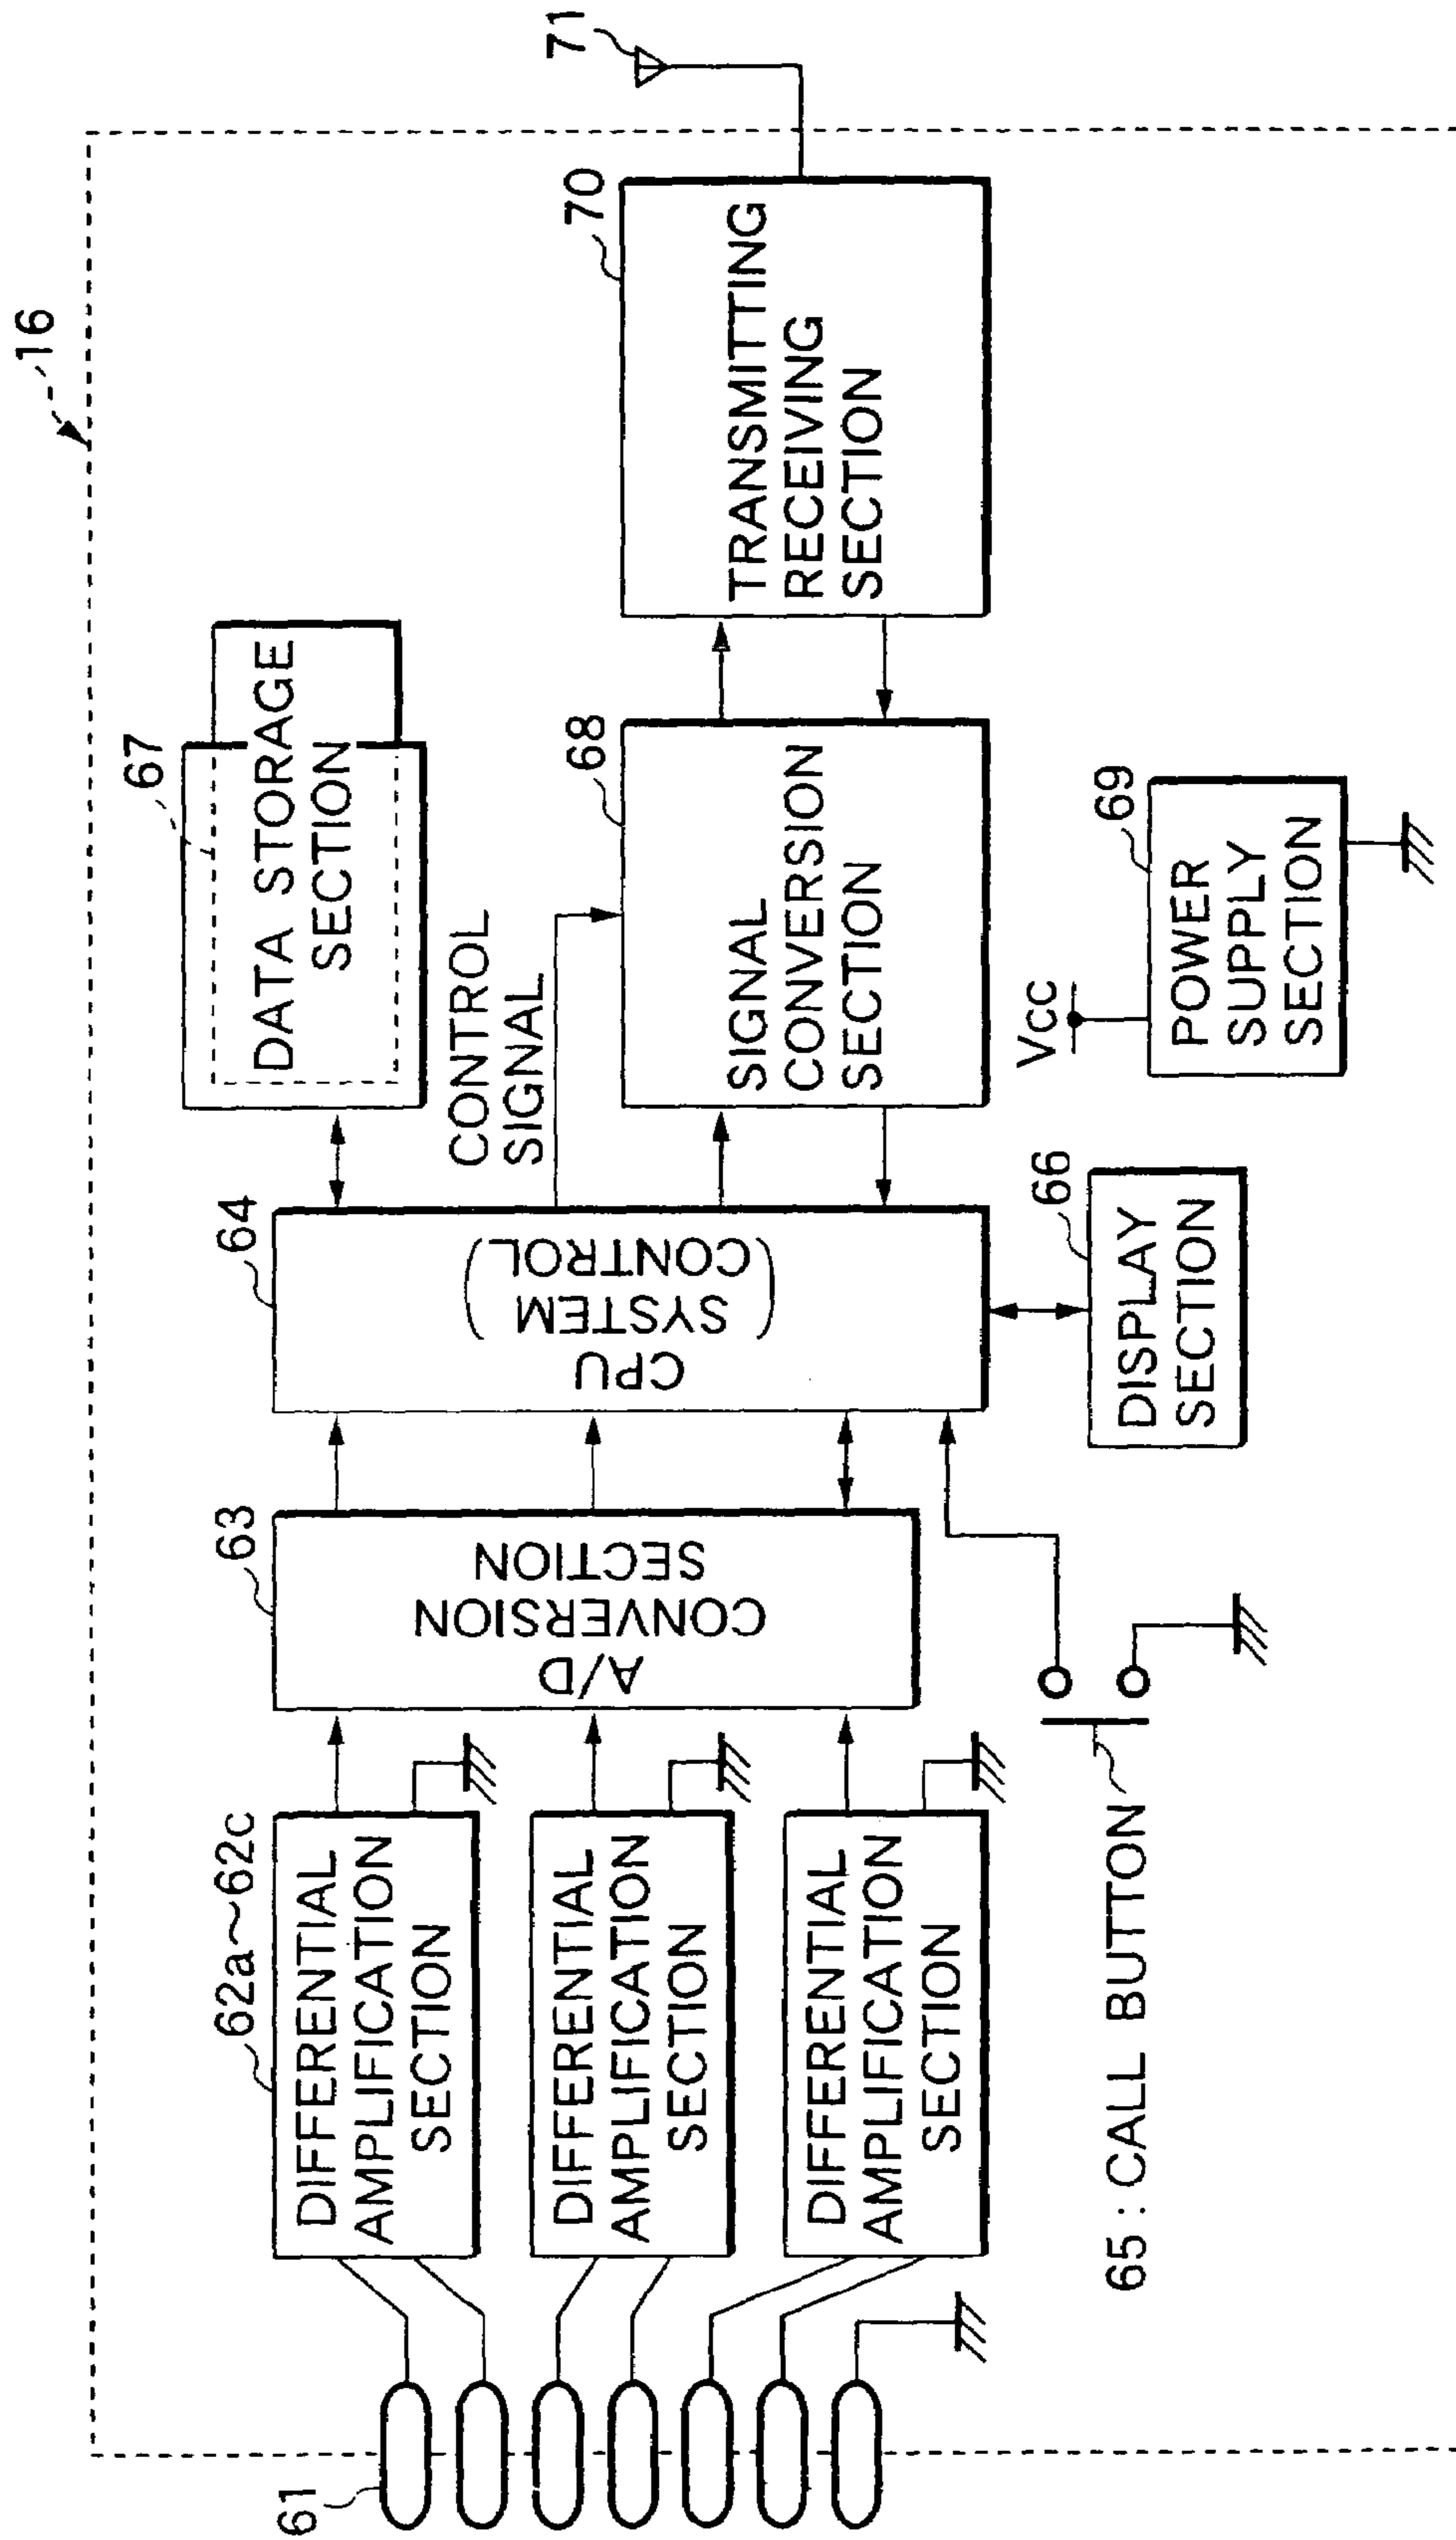 16
61
62a~62c
DIFFERENTIAL
AMPLIFICATION
SECTION
DIFFERENTIAL
AMPLIFICATION
SECTION
DIFFERENTIAL
AMPLIFICATION
SECTION
63
A/D
CONVERSION
SECTION
64
CPU
(SYSTEM
CONTROL)
65 : CALL BUTTON
66
DISPLAY
SECTION
67
DATA STORAGE
SECTION
CONTROL
SIGNAL
68
SIGNAL
CONVERSION
SECTION
Vcc
69
POWER
SUPPLY
SECTION
70
TRANSMITTING
RECEIVING
SECTION
71